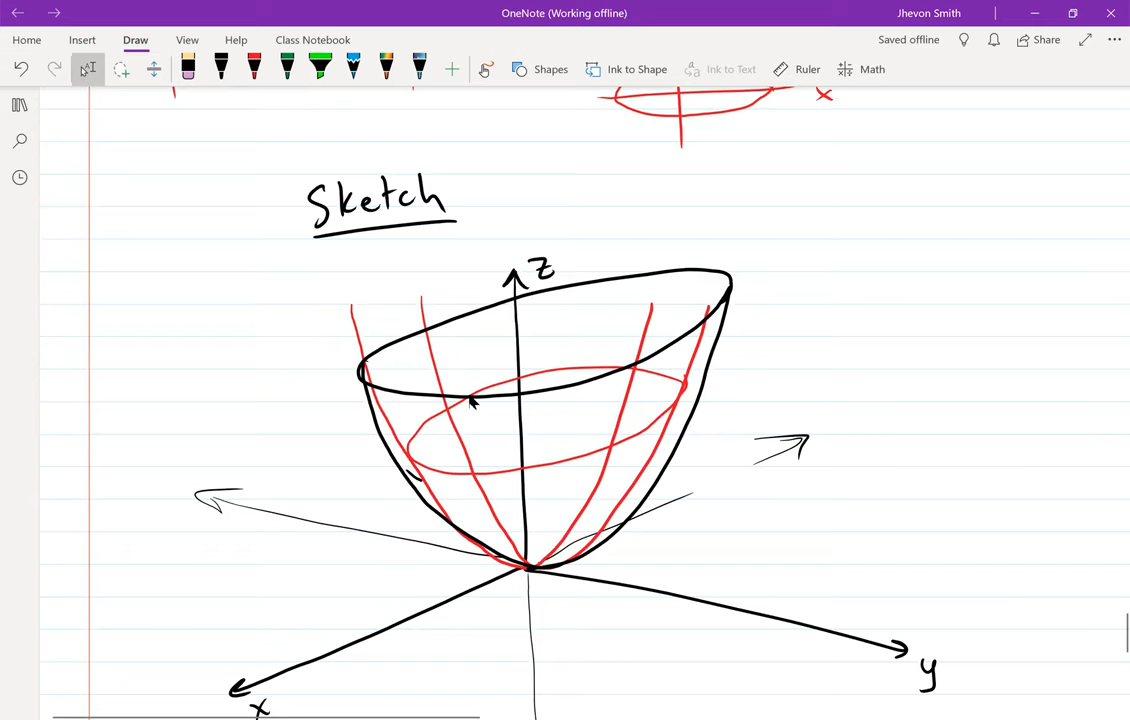 OneNote (Working offline)
Jhevon Smith
Home Insert Draw View Help Class Notebook
Saved offline
Share
Shapes
Ink to Shape
Ink to Text
Ruler
Math
x
Sketch
z
y
x